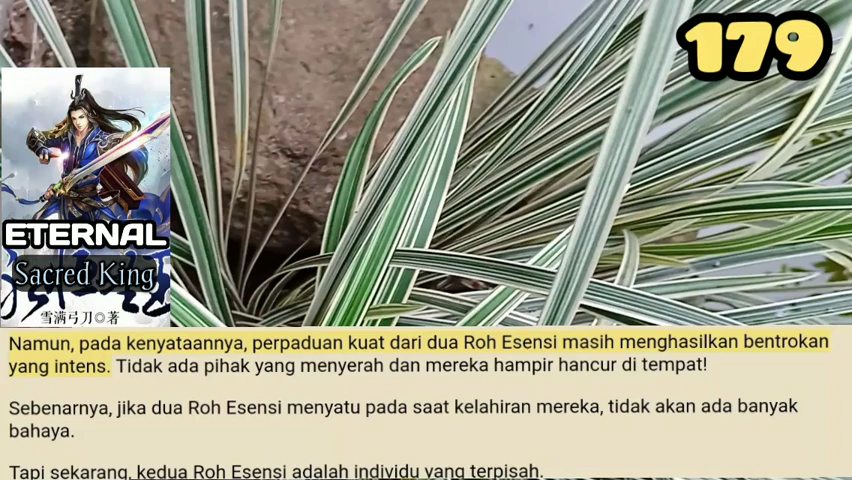 179
ETERNAL
Sacred King
雪满弓刀◎著
Namun, pada kenyataannya, perpaduan kuat dari dua Roh Esensi masih menghasilkan bentrokan
yang intens. Tidak ada pihak yang menyerah dan mereka hampir hancur di tempat!
Sebenarnya, jika dua Roh Esensi menyatu pada saat kelahiran mereka, tidak akan ada banyak
bahaya.
Tapi sekarang, kedua Roh Esensi adalah individu yang terpisah.